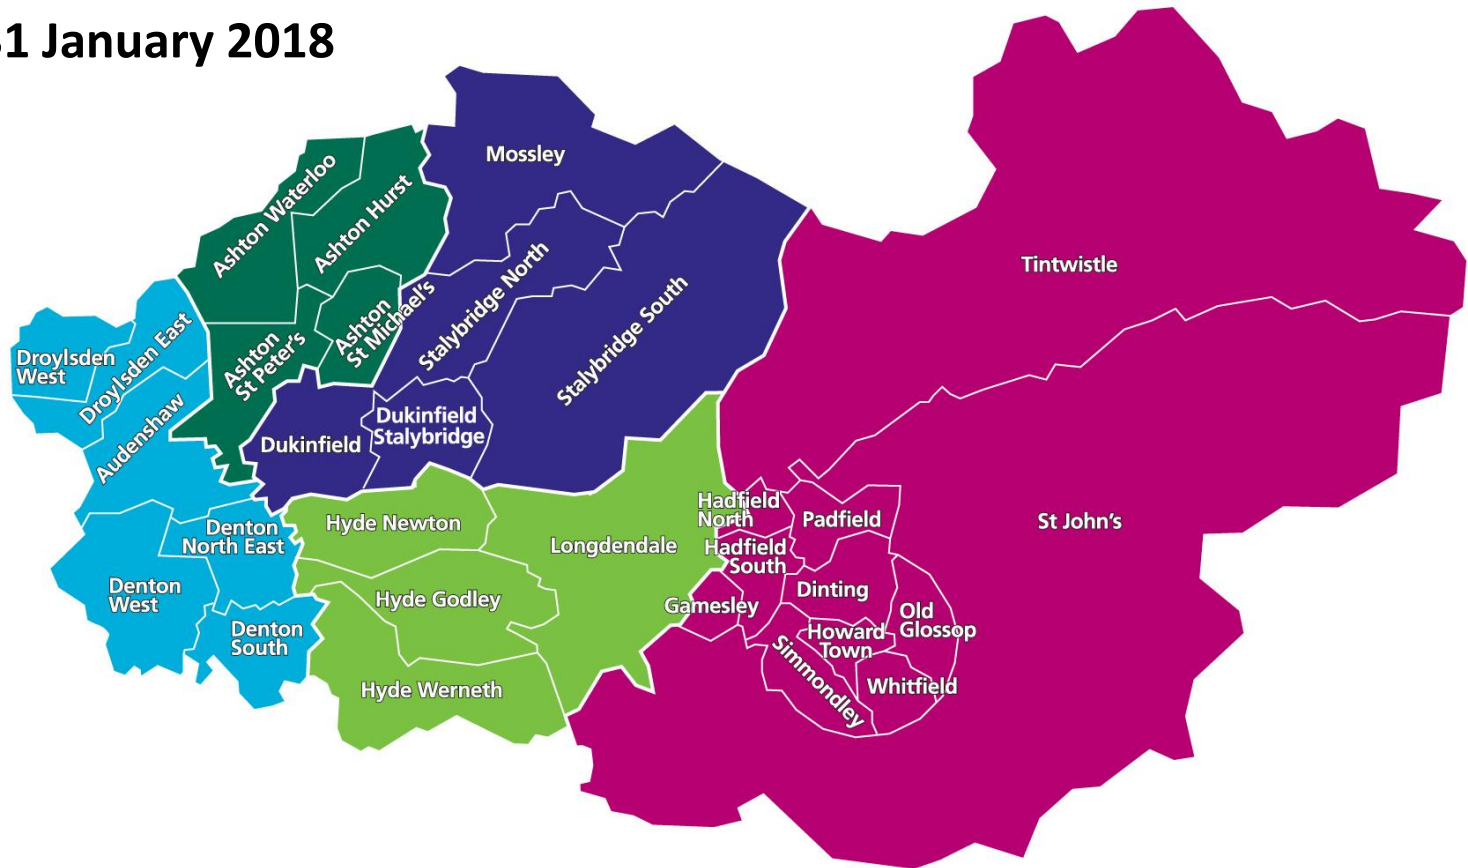 1 January 2018
Mossley
Ashton Waterloo
Ashton Hurst
Tintwistle
Stalybridge North
Ashton
St Michael's
Stalybridge South
Droylsden
West
Droylsden East
Ashton
St Peter's
Audenshaw
Dukinfield
Dukinfield
Stalybridge
Hadfield
North
Padfield
St John's
Hyde Newton
Denton
North East
Longdendale
Hadfield
South
Denton
West
Hyde Godley
Gamesley
Dinting
Old
Glossop
Denton
South
Howard
Town
Simmondley
Whitfield
Hyde Werneth